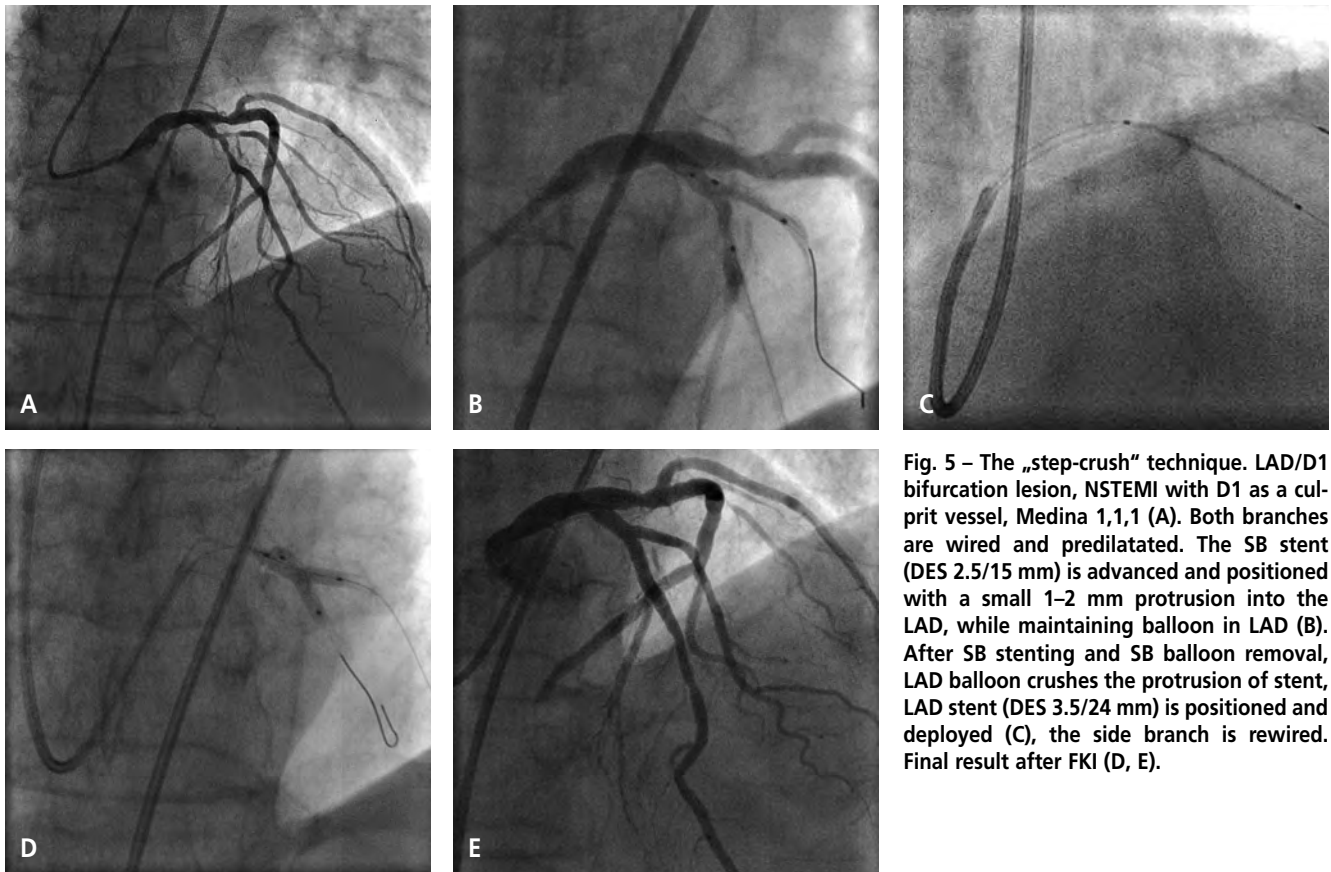 A
B
C
D
E
Fig. 5 – The „step-crush“ technique. LAD/D1
bifurcation lesion, NSTEMI with D1 as a cul-
prit vessel, Medina 1,1,1 (A). Both branches
are wired and predilatated. The SB stent
(DES 2.5/15 mm) is advanced and positioned
with a small 1–2 mm protrusion into the
LAD, while maintaining balloon in LAD (B).
After SB stenting and SB balloon removal,
LAD balloon crushes the protrusion of stent,
LAD stent (DES 3.5/24 mm) is positioned and
deployed (C), the side branch is rewired.
Final result after FKI (D, E).